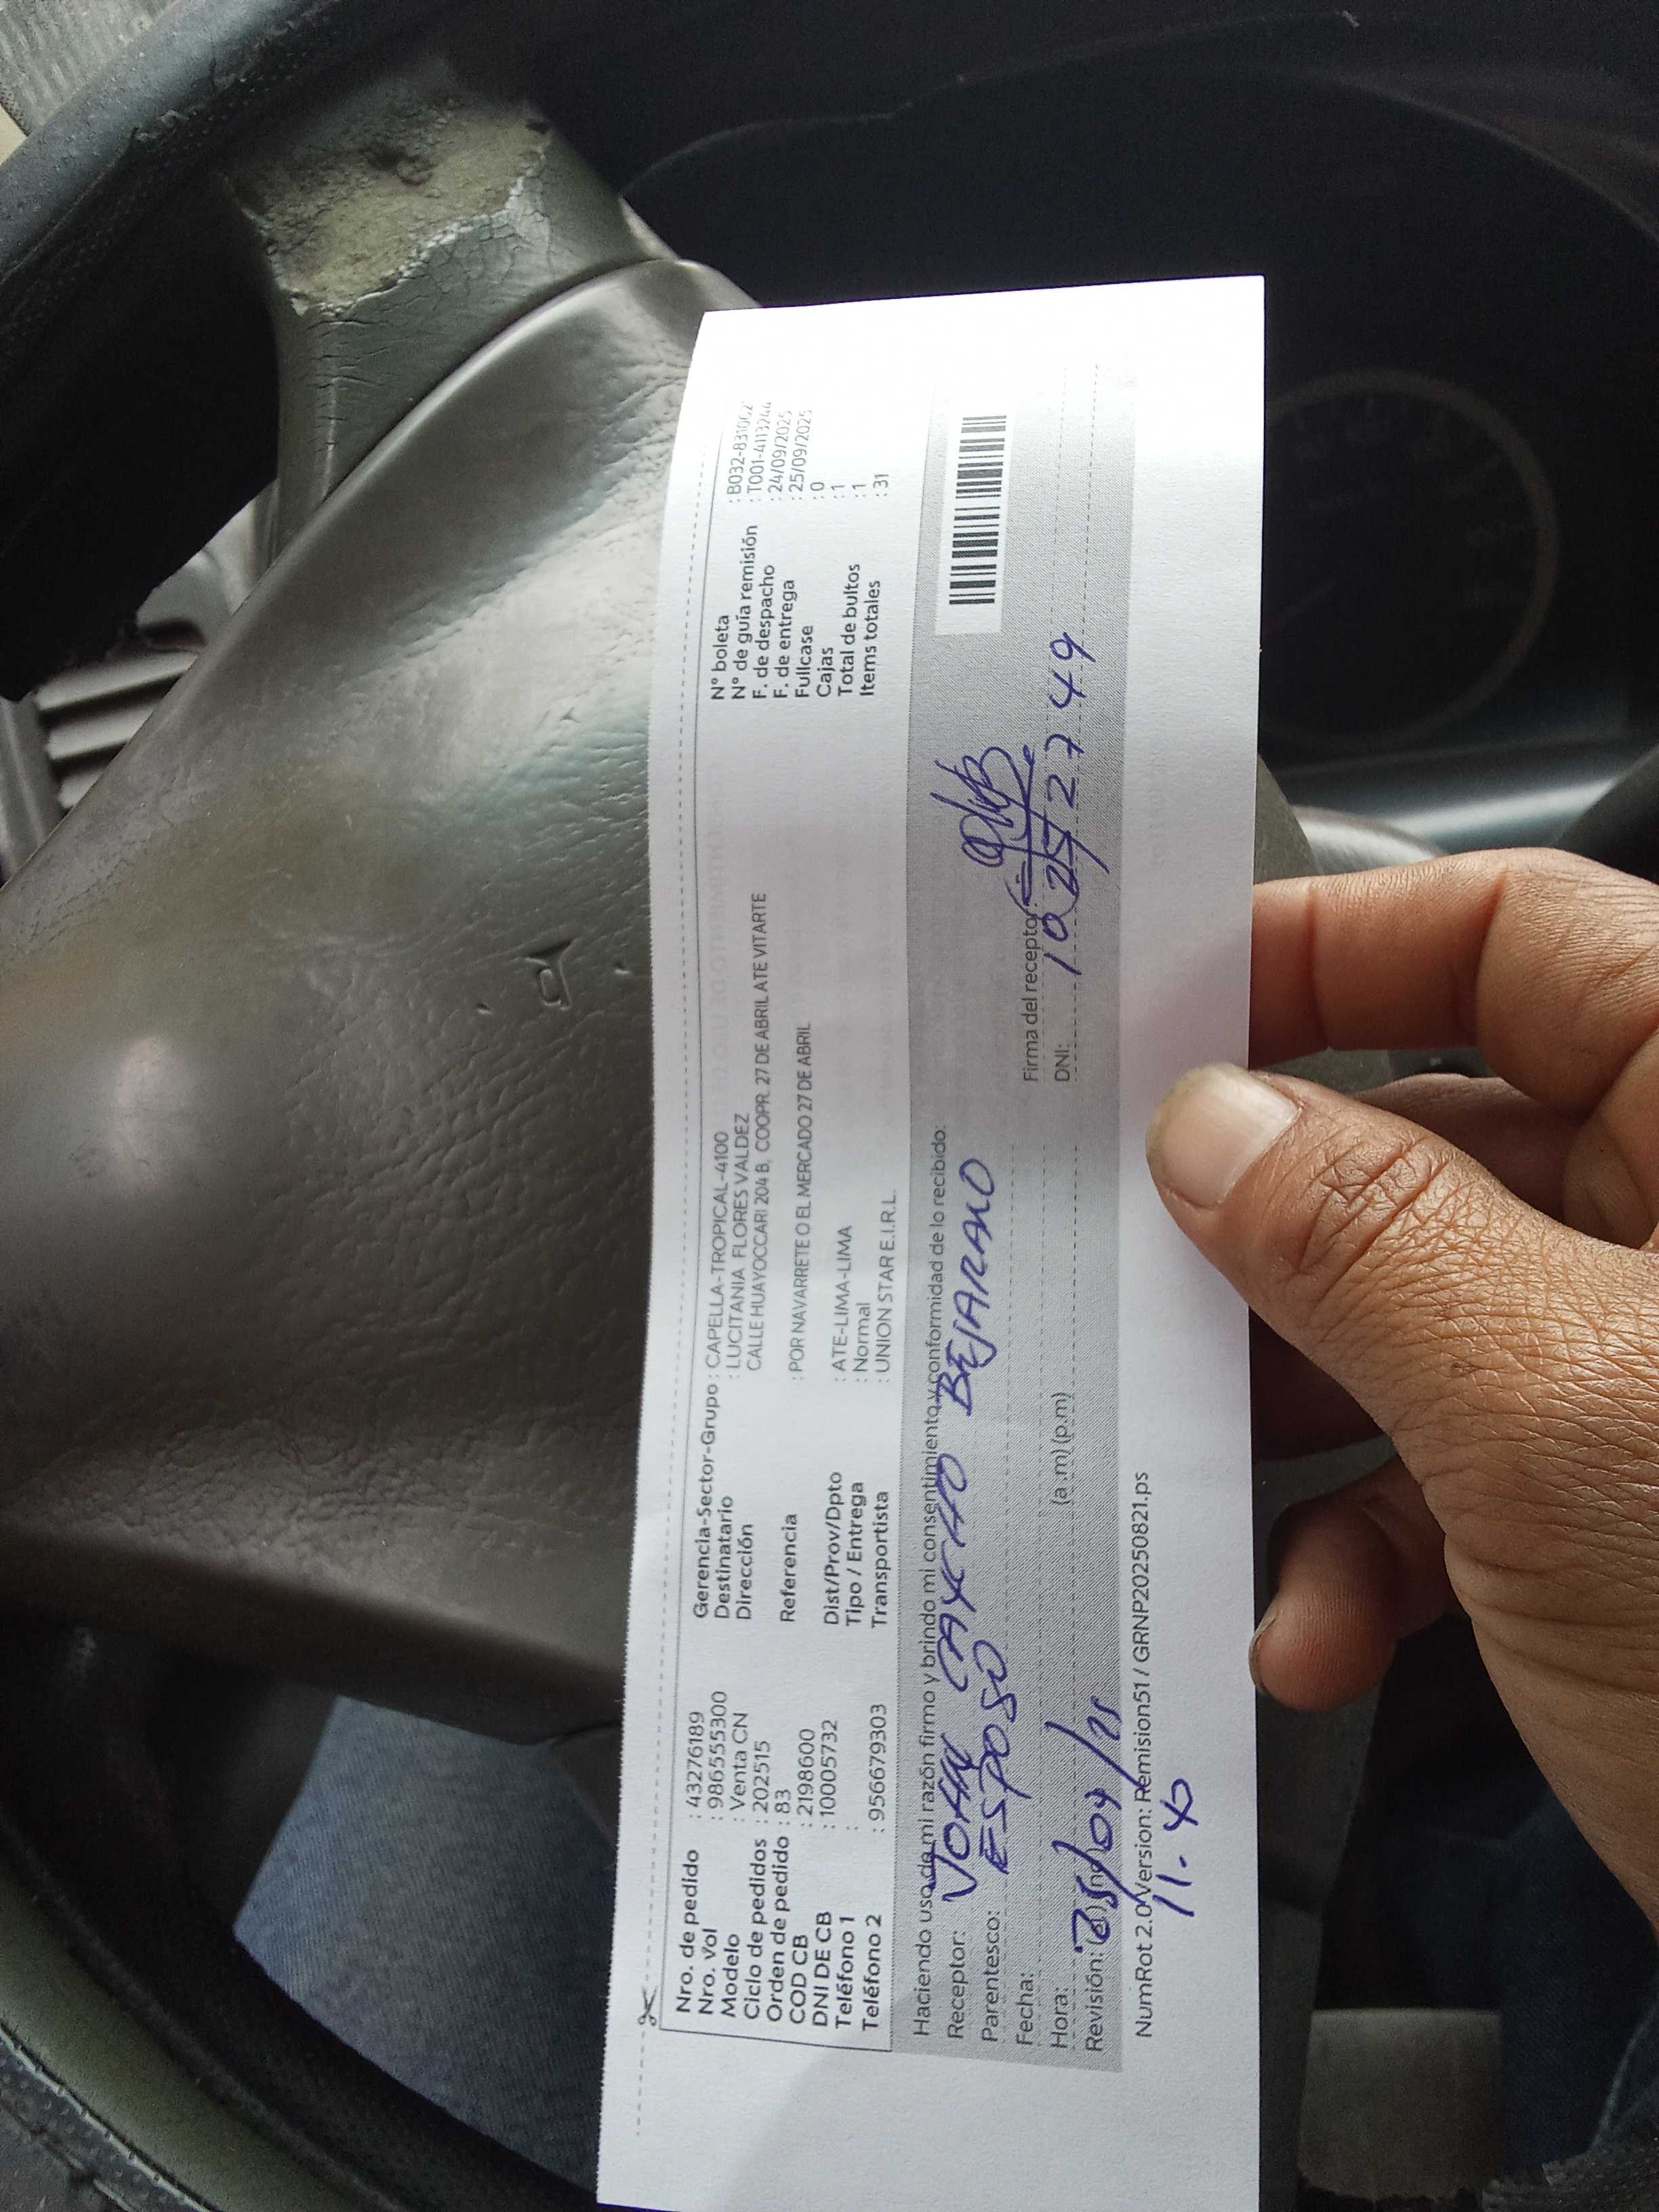 Nro. de pedido : 43276189
Nro. vol : 986555300
Modelo : Venta CN
Ciclo de pedidos : 202515
Orden de pedido : 83
COD CB : 2198600
DNI DE CB : 10005732
Teléfono 1 :
Teléfono 2 : 956679303
Gerencia-Sector-Grupo : CAPELLA-TROPICAL-4100
Destinatario : LUCITANIA FLORES VALDEZ
Dirección CALLE HUAYOCCARI 204 B, COOPR. 27 DE ABRIL ATE VITARTE
Referencia : POR NAVARRETE O EL MERCADO 27 DE ABRIL
Dist/Prov/Dpto : ATE-LIMA-LIMA
Tipo / Entrega : Normal
Transportista : UNION STAR E.I.R.L.
N° boleta : B032-831002
N° de guía remisión : T001-4113244
F. de despacho : 24/09/2025
F. de entrega : 25/09/2025
Fullcase : 0
Cajas : 1
Total de bultos : 1
Items totales : 31
Haciendo uso de mi razón firmo y brindo mi consentimiento y conformidad de lo recibido:
Receptor: JOHN CAYCHO BEJARANO
Parentesco: ESPOSO
Firma del receptor:
Fecha:
DNI: 10257749
Hora: (a.m) (p.m)
Revisión: 25/09/25
NumRot 2.0 Version: Remision51 / GRNP20250821.ps
11.40